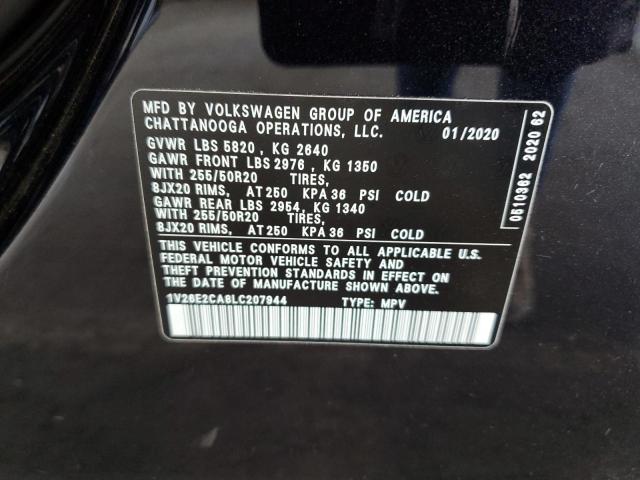 MFD BY VOLKSWAGEN GROUP OF AMERICA
CHATTANOOGA OPERATIONS, LLC. 01/2020
GVWR LBS 5820 , KG 2640
GAWR FRONT LBS 2976 , KG 1350
WITH 255/50R20 TIRES,
8JX20 RIMS, AT 250 KPA 36 PSI COLD
GAWR REAR LBS 2954, KG 1340
WITH 255/50R20 TIRES,
8JX20 RIMS, AT 250 KPA 36 PSI COLD
THIS VEHICLE CONFORMS TO ALL APPLICABLE U.S.
FEDERAL MOTOR VEHICLE SAFETY AND
THEFT PREVENTION STANDARDS IN EFFECT ON
THE DATE OF MANUFACTURE SHOWN ABOVE.
1V26E2CA8LC207944 TYPE: MPV
0510362 2020 62